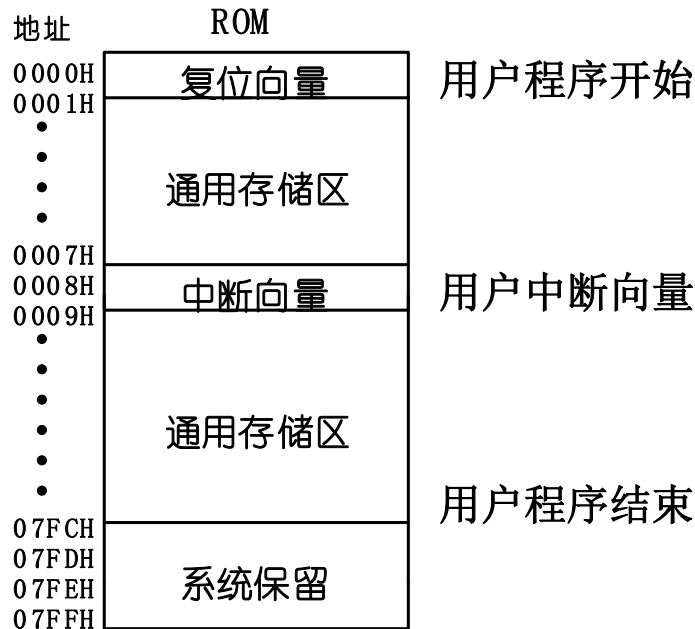 地址 ROM
0000H 复位向量 用户程序开始
0001H
通用存储区
0007H
0008H 中断向量 用户中断向量
0009H
通用存储区
用户程序结束
07FCH
07FDH
系统保留
07FEH
07FFH